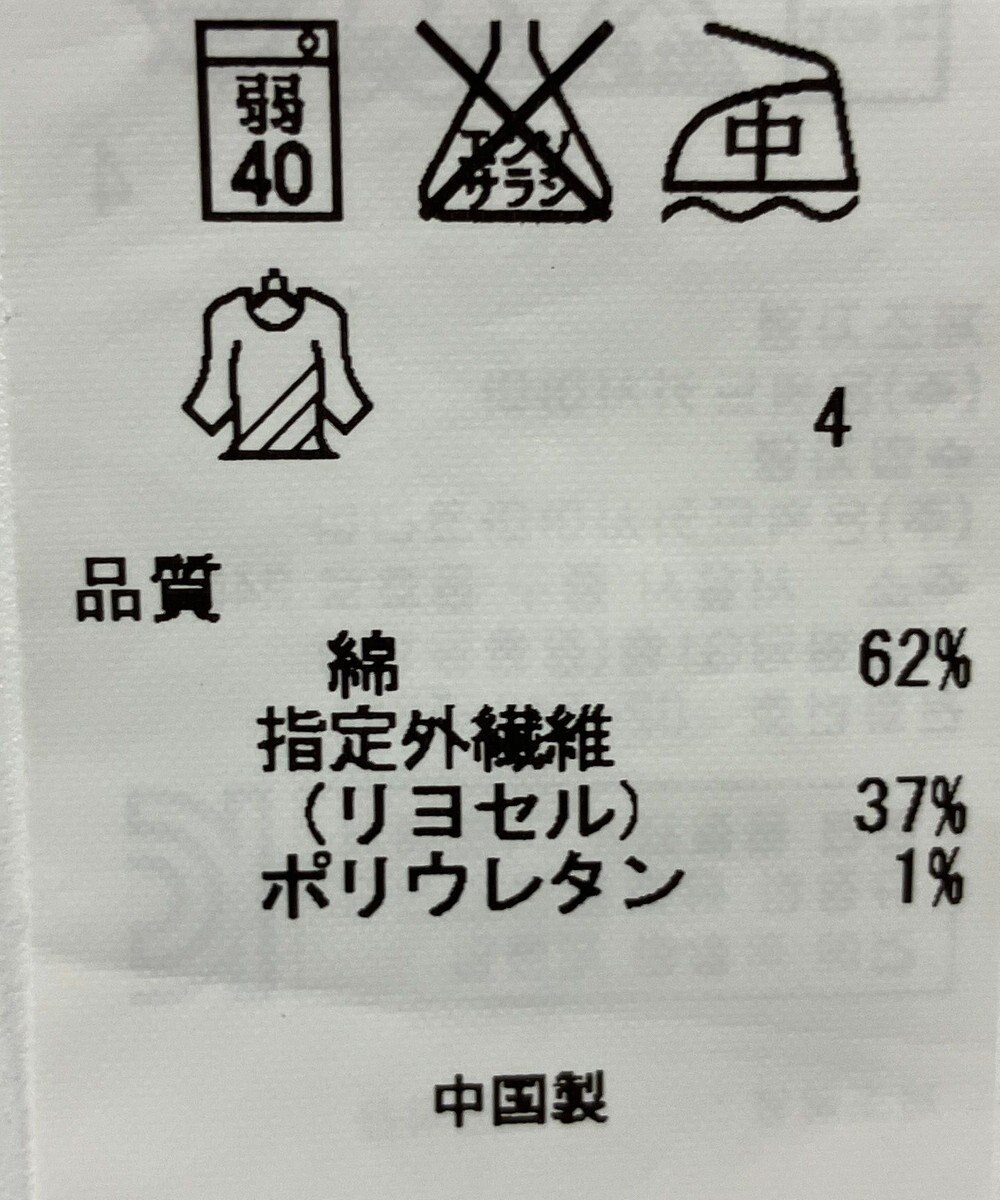 弱
40
エンソ
サラシ
中
4
品質
綿 62%
指定外繊維
（リヨセル） 37%
ポリウレタン 1%
中国製